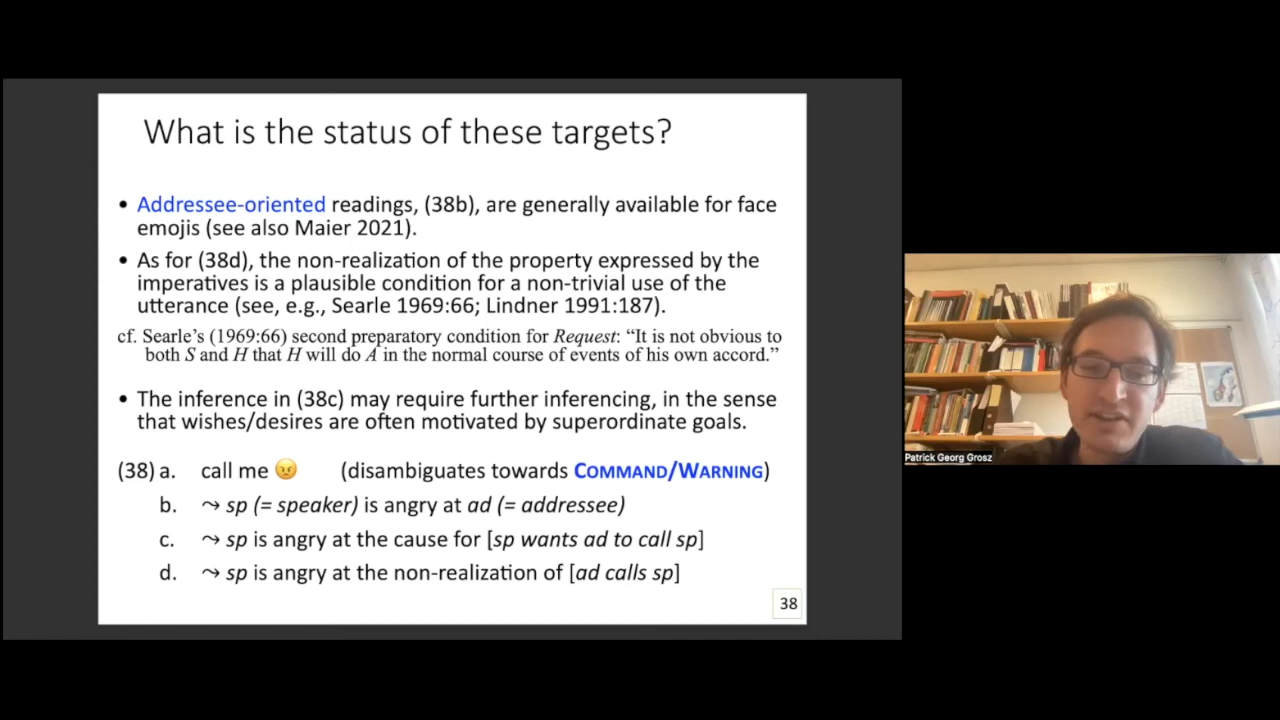 What is the status of these targets?
• Addressee-oriented readings, (38b), are generally available for face
emojis (see also Maier 2021).
• As for (38d), the non-realization of the property expressed by the
imperatives is a plausible condition for a non-trivial use of the
utterance (see, e.g., Searle 1969:66; Lindner 1991:187).
cf. Searle’s (1969:66) second preparatory condition for Request: “It is not obvious to
both S and H that H will do A in the normal course of events of his own accord.”
• The inference in (38c) may require further inferencing, in the sense
that wishes/desires are often motivated by superordinate goals.
(38) a. call me 😠 (disambiguates towards COMMAND/WARNING)
b. ⤳ sp (= speaker) is angry at ad (= addressee)
c. ⤳ sp is angry at the cause for [sp wants ad to call sp]
d. ⤳ sp is angry at the non-realization of [ad calls sp]
38
Patrick Georg Grosz